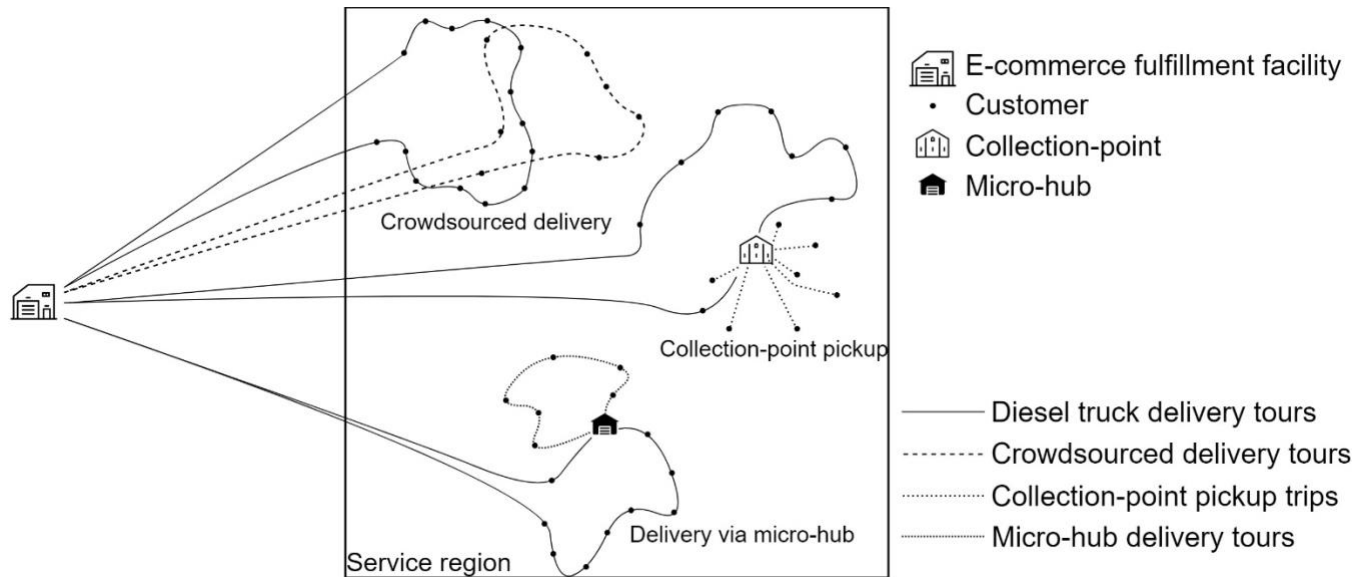 Crowdsourced delivery
Collection-point pickup
Delivery via micro-hub
Service region
E-commerce fulfillment facility
Customer
Collection-point
Micro-hub
Diesel truck delivery tours
Crowdsourced delivery tours
Collection-point pickup trips
Micro-hub delivery tours